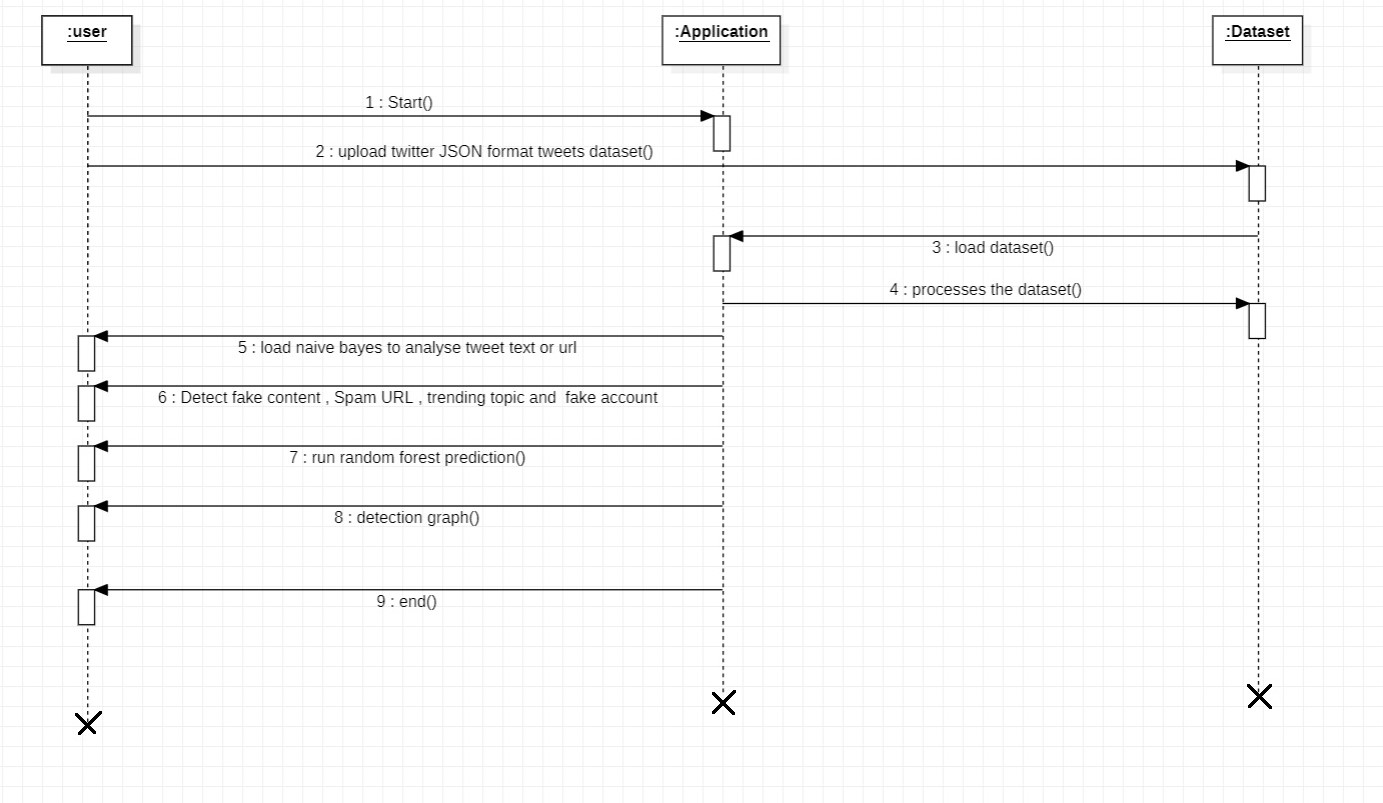 :user
:Application
:Dataset
1 : Start()
2 : upload twitter JSON format tweets dataset()
3 : load dataset()
4 : processes the dataset()
5 : load naive bayes to analyse tweet text or url
6 : Detect fake content , Spam URL , trending topic and  fake account
7 : run random forest prediction()
8 : detection graph()
9 : end()